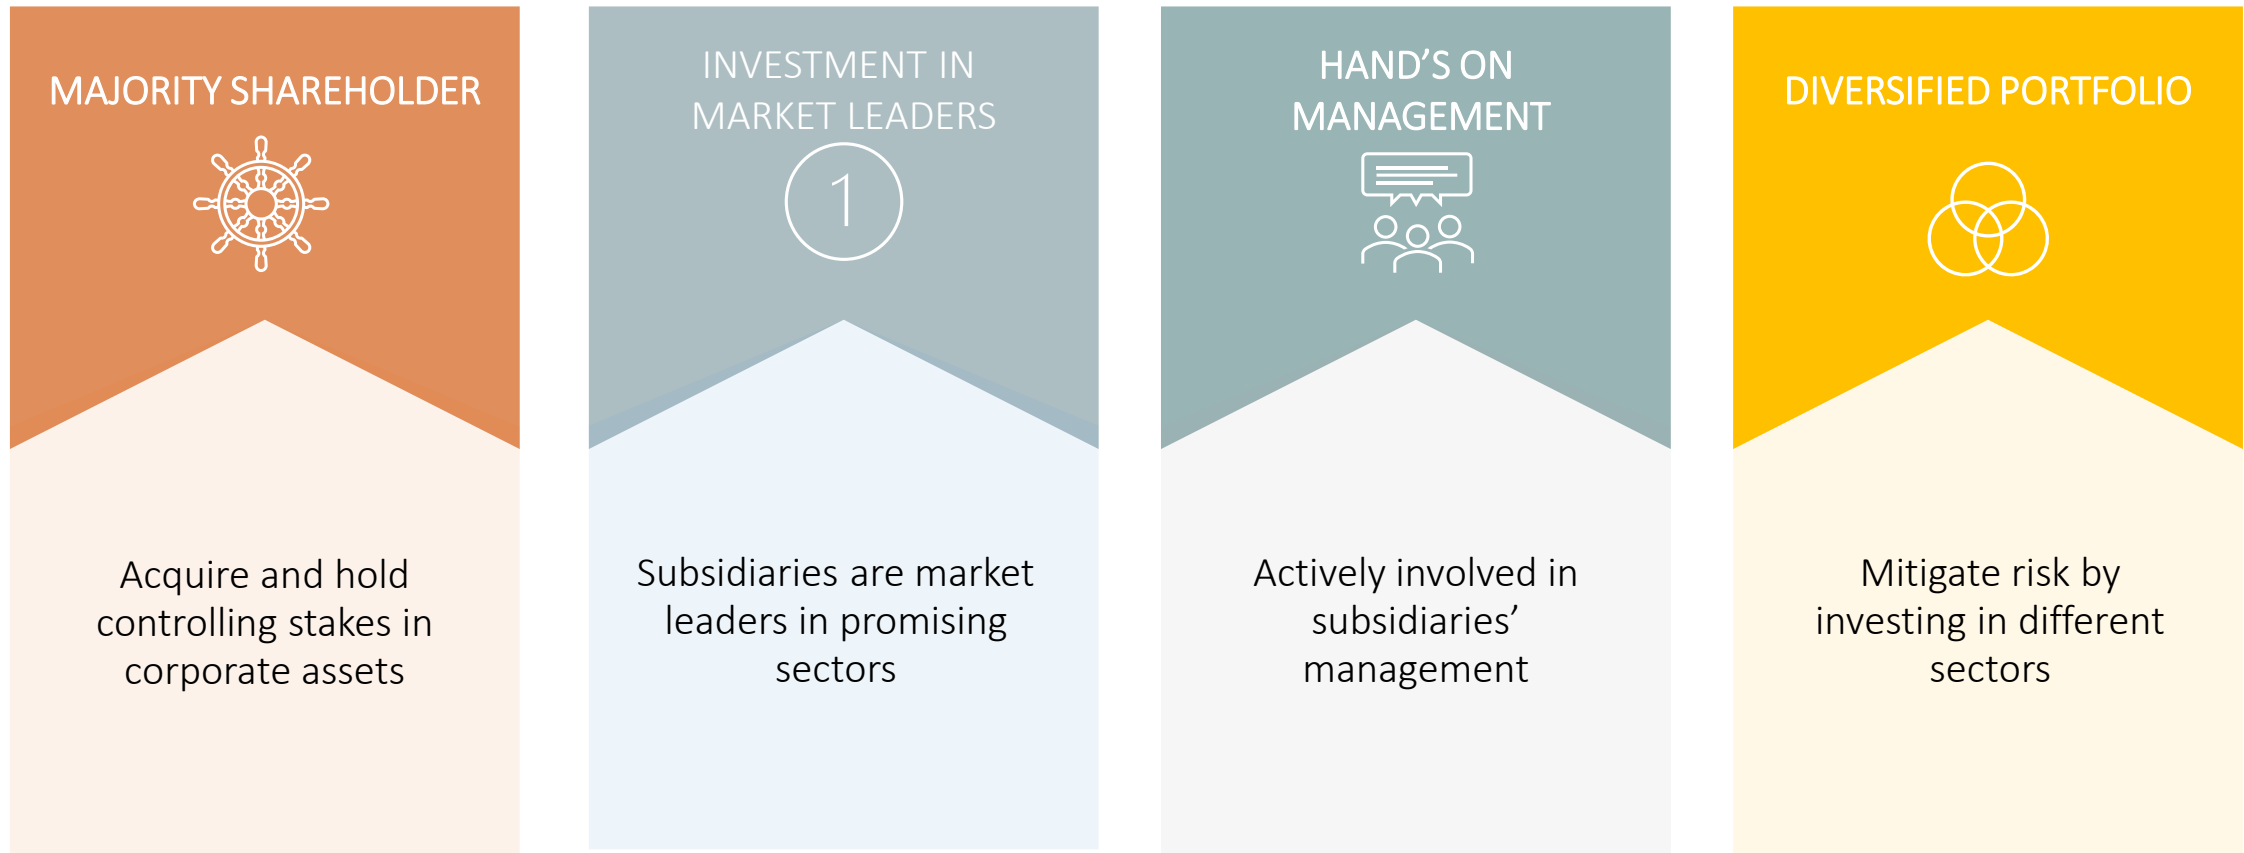 MAJORITY SHAREHOLDER
Acquire and hold
controlling stakes in
corporate assets
INVESTMENT IN
MARKET LEADERS
1
Subsidiaries are market
leaders in promising
sectors
HAND’S ON
MANAGEMENT
Actively involved in
subsidiaries’
management
DIVERSIFIED PORTFOLIO
Mitigate risk by
investing in different
sectors